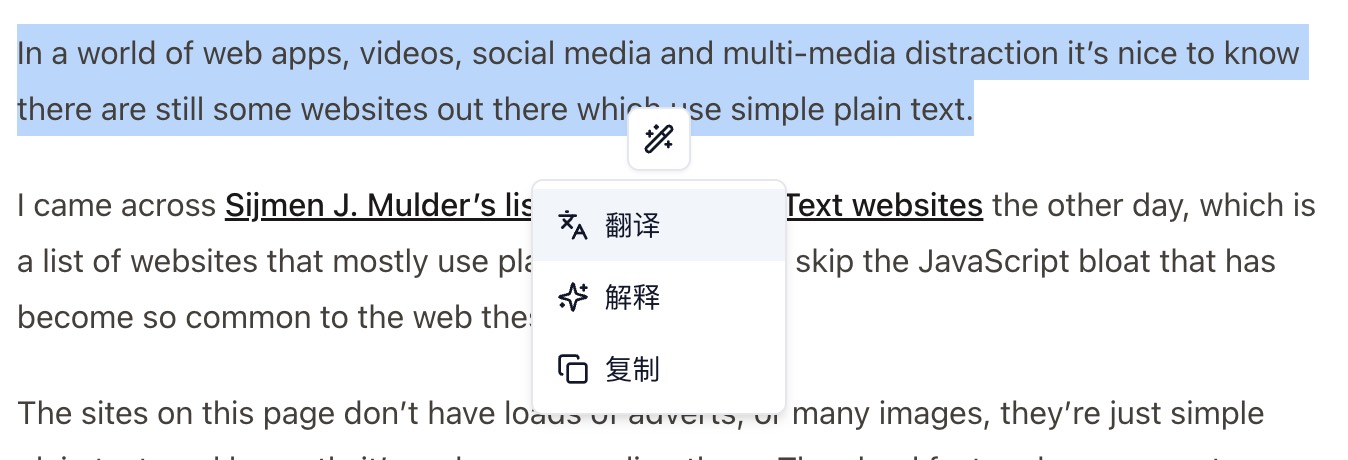 In a world of web apps, videos, social media and multi-media distraction it’s nice to know
there are still some websites out there which use simple plain text.
I came across Sijmen J. Mulder’s Text websites the other day, which is
翻译
a list of websites that mostly use skip the JavaScript bloat that has
解释
become so common to the web
复制
The sites on this page don’t have loads of adverts, or many images, they’re just simple